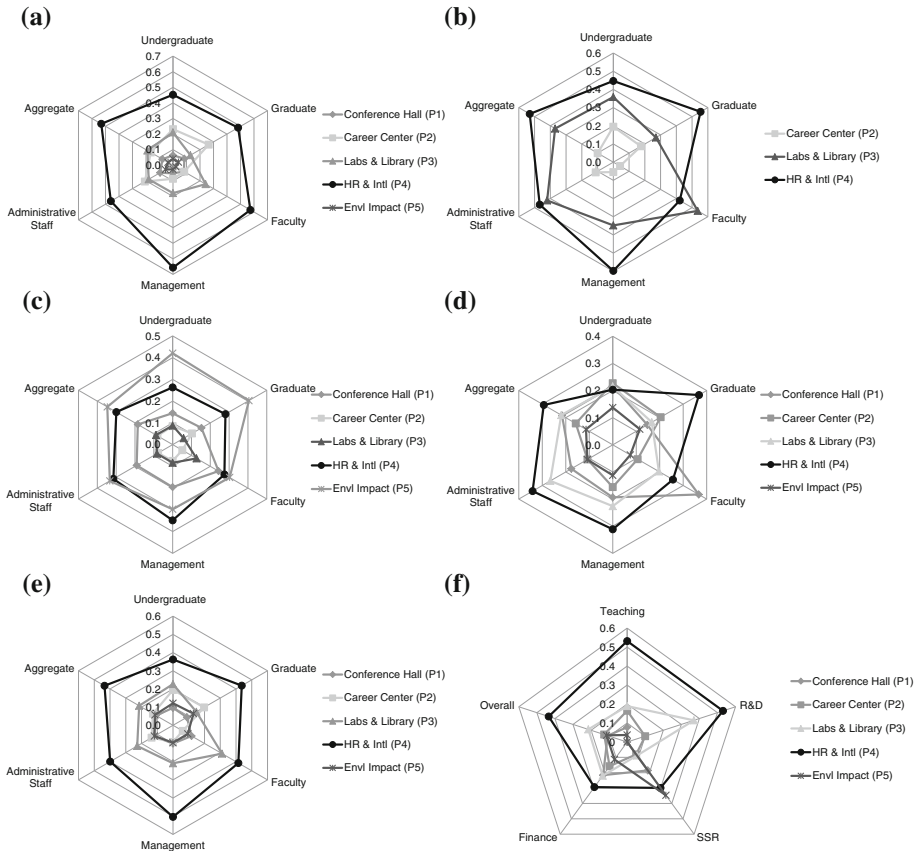 (a)
Undergraduate
0.7
0.6
0.5
0.4
0.3
0.2
0.1
0.0
Aggregate
Graduate
Administrative
Staff
Faculty
Management
Conference Hall (P1)
Career Center (P2)
Labs & Library (P3)
HR & Intl (P4)
Envl Impact (P5)
(b)
Undergraduate
0.6
0.5
0.4
0.3
0.2
0.1
0.0
Aggregate
Graduate
Administrative
Staff
Faculty
Management
Career Center (P2)
Labs & Library (P3)
HR & Intl (P4)
(c)
Undergraduate
0.5
0.4
0.3
0.2
0.1
0.0
Aggregate
Graduate
Administrative
Staff
Faculty
Management
Conference Hall (P1)
Career Center (P2)
Labs & Library (P3)
HR & Intl (P4)
Envl Impact (P5)
(d)
Undergraduate
0.4
0.3
0.2
0.1
0.0
Aggregate
Graduate
Administrative
Staff
Faculty
Management
Conference Hall (P1)
Career Center (P2)
Labs & Library (P3)
HR & Intl (P4)
Envl Impact (P5)
(e)
Undergraduate
0.6
0.5
0.4
0.3
0.2
0.1
0.0
Aggregate
Graduate
Administrative
Staff
Faculty
Management
Conference Hall (P1)
Career Center (P2)
Labs & Library (P3)
HR & Intl (P4)
Envl Impact (P5)
(f)
Teaching
0.6
0.5
0.4
0.3
0.2
0.1
0.0
Overall
R&D
Finance
SSR
Conference Hall (P1)
Career Center (P2)
Labs & Library (P3)
HR & Intl (P4)
Envl Impact (P5)